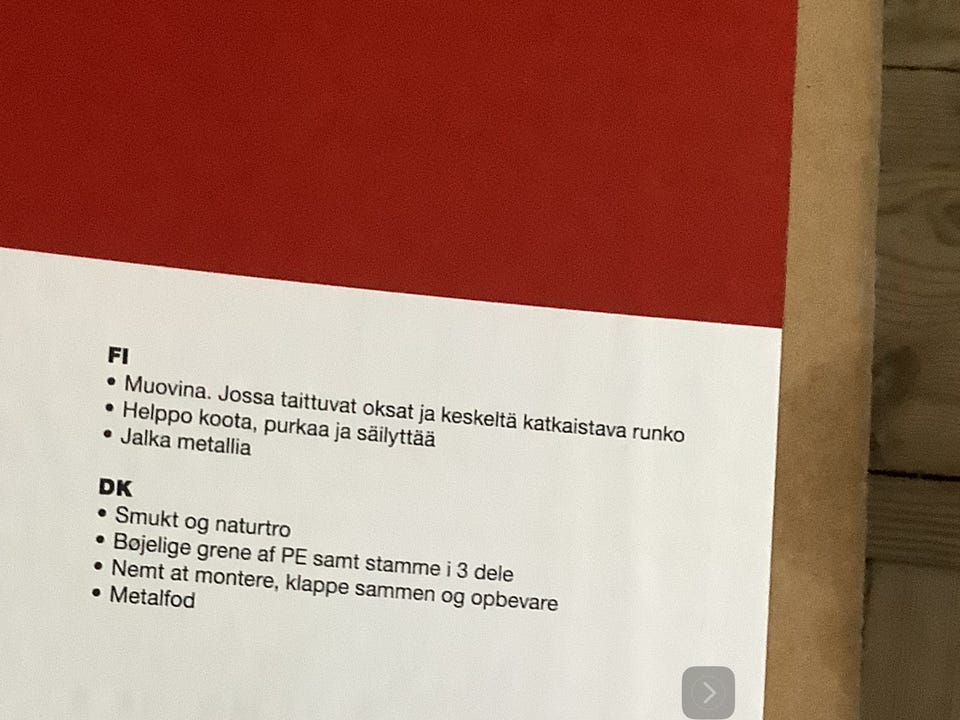 FI
• Muovina. Jossa taittuvat oksat ja keskeltä katkaistava runko
• Helppo koota, purkaa ja säilyttää
• Jalka metallia
DK
• Smukt og naturtro
• Bøjelige grene af PE samt stamme i 3 dele
• Nemt at montere, klappe sammen og opbevare
• Metalfod